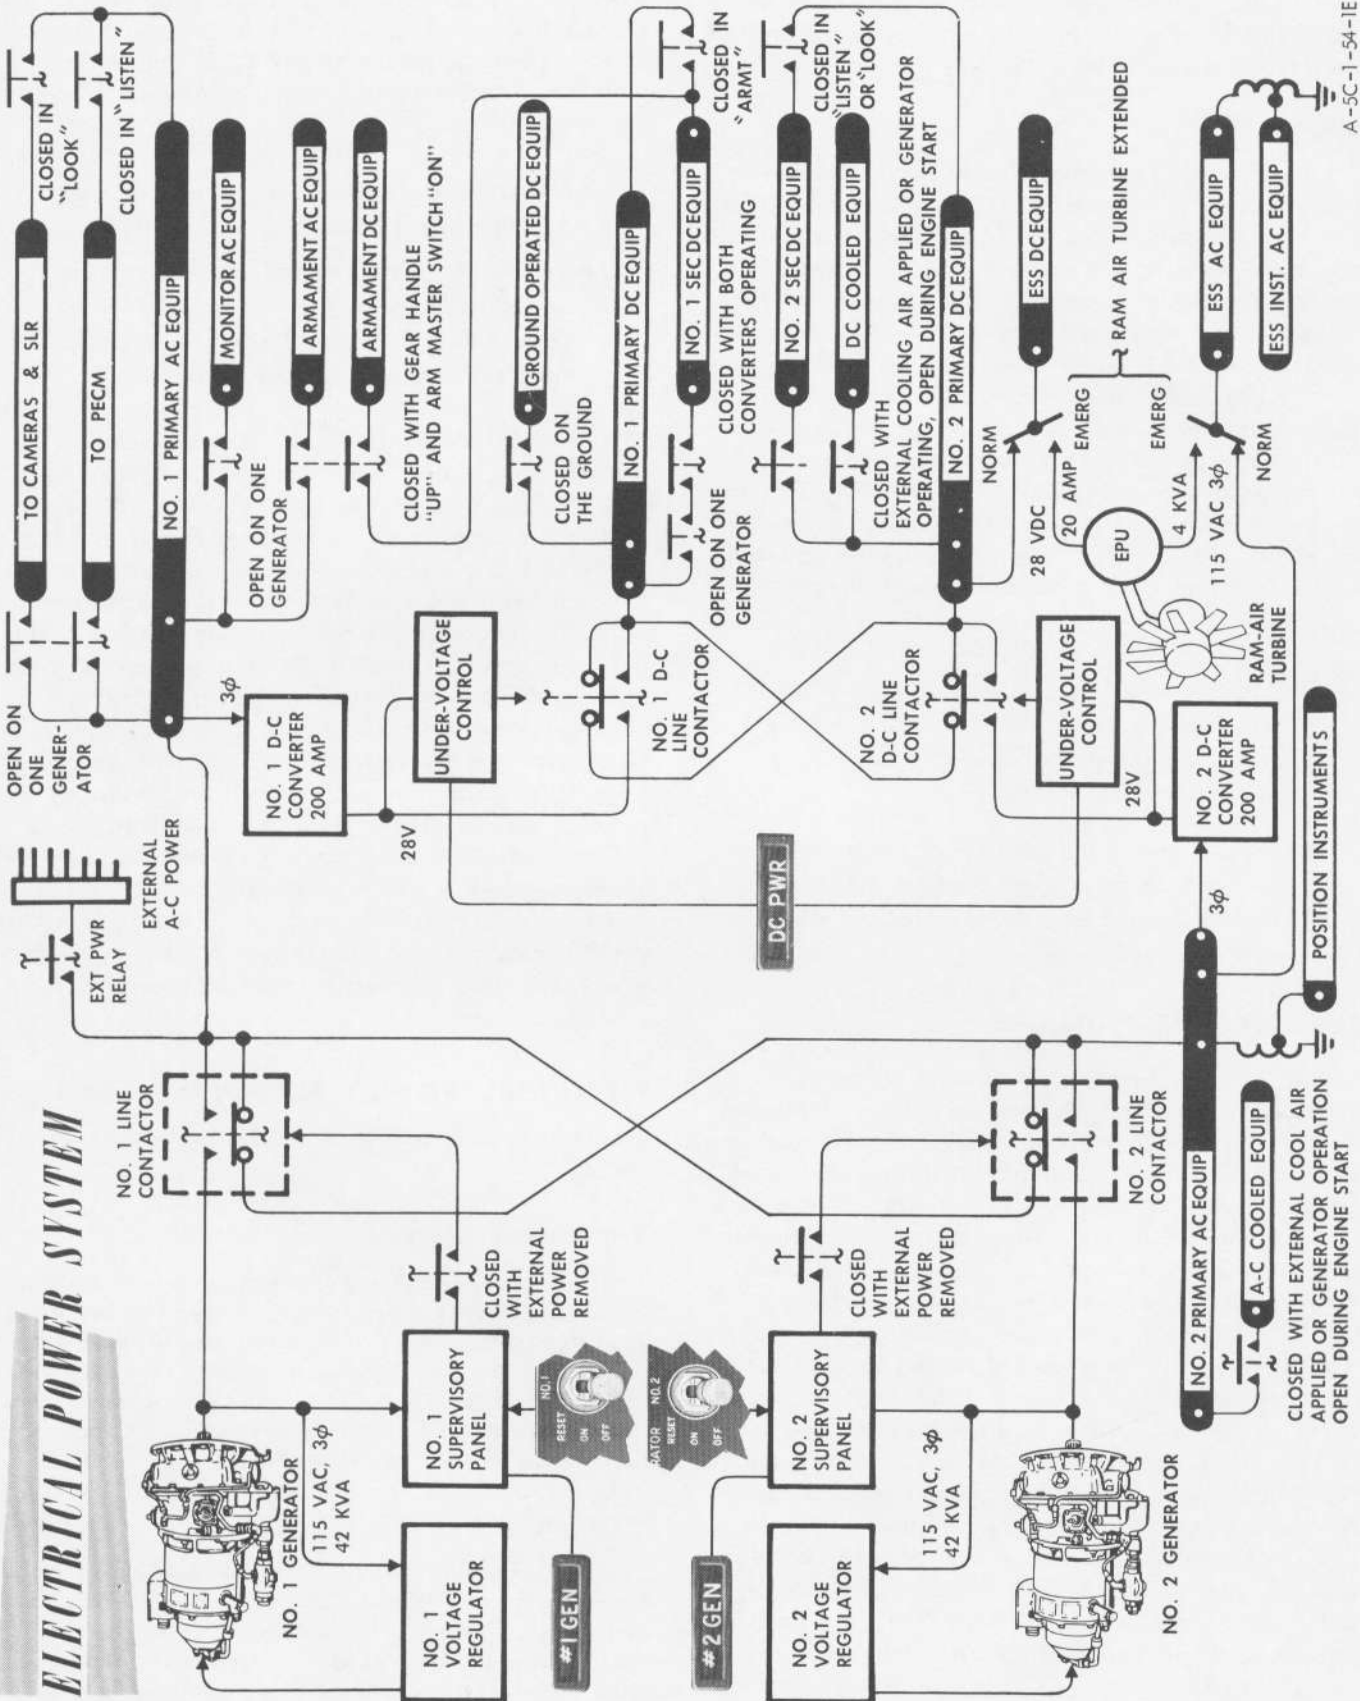 ELECTRICAL POWER SYSTEM
NO. 1 GENERATOR
115 VAC, 3φ
42 KVA
NO. 1
VOLTAGE
REGULATOR
#1 GEN
NO. 1
SUPERVISORY
PANEL
NO.1
RESET
ON
OFF
CLOSED
WITH
EXTERNAL
POWER
REMOVED
NO. 1 LINE
CONTACTOR
EXT PWR
RELAY
EXTERNAL
A-C POWER
#2 GEN
NO. 2
VOLTAGE
REGULATOR
NO. 2
SUPERVISORY
PANEL
RATOR NO. 2
RESET
ON
OFF
CLOSED
WITH
EXTERNAL
POWER
REMOVED
115 VAC, 3φ
42 KVA
NO. 2 GENERATOR
NO. 2 LINE
CONTACTOR
NO. 2 PRIMARY AC EQUIP
A-C COOLED EQUIP
CLOSED WITH EXTERNAL COOL AIR
APPLIED OR GENERATOR OPERATION
OPEN DURING ENGINE START
POSITION INSTRUMENTS
OPEN ON
ONE
GENER-
ATOR
TO CAMERAS & SLR
CLOSED IN
"LOOK"
TO PECM
CLOSED IN "LISTEN"
NO. 1 PRIMARY AC EQUIP
3φ
NO. 1 D-C
CONVERTER
200 AMP
28V
OPEN ON ONE
GENERATOR
MONITOR AC EQUIP
ARMAMENT AC EQUIP
ARMAMENT DC EQUIP
CLOSED WITH GEAR HANDLE
"UP" AND ARM MASTER SWITCH "ON"
UNDER-VOLTAGE
CONTROL
GROUND OPERATED DC EQUIP
CLOSED ON
THE GROUND
NO. 1 D-C
LINE
CONTACTOR
NO. 1 PRIMARY DC EQUIP
NO. 1 SEC DC EQUIP
CLOSED IN
"ARMT"
OPEN ON ONE
GENERATOR
CLOSED WITH BOTH
CONVERTERS OPERATING
DC PWR
NO. 2 SEC DC EQUIP
CLOSED IN
"LISTEN"
OR "LOOK"
DC COOLED EQUIP
CLOSED WITH
EXTERNAL COOLING AIR APPLIED OR GENERATOR
OPERATING, OPEN DURING ENGINE START
NO. 2
D-C LINE
CONTACTOR
NO. 2 PRIMARY DC EQUIP
UNDER-VOLTAGE
CONTROL
28V
3φ
NO. 2 D-C
CONVERTER
200 AMP
NORM
28 VDC
20 AMP
EMERG
ESS DC EQUIP
EPU
RAM AIR TURBINE EXTENDED
RAM-AIR
TURBINE
4 KVA
EMERG
115 VAC 3φ
NORM
ESS AC EQUIP
ESS INST. AC EQUIP
A-5C-1-54-1E